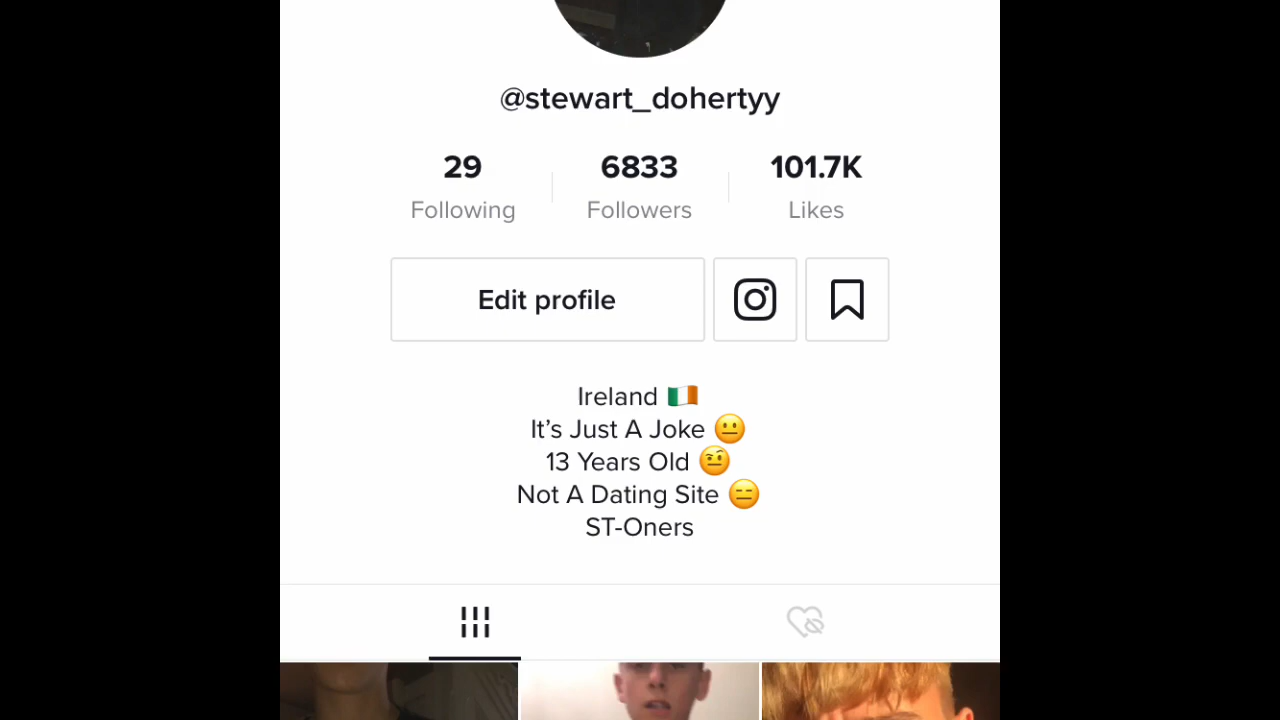 @stewart_dohertyy
29 6833 101.7K
Following Followers Likes
Edit profile
Ireland 🇮🇪
It’s Just A Joke 😐
13 Years Old 🤨
Not A Dating Site 😑
ST-Oners